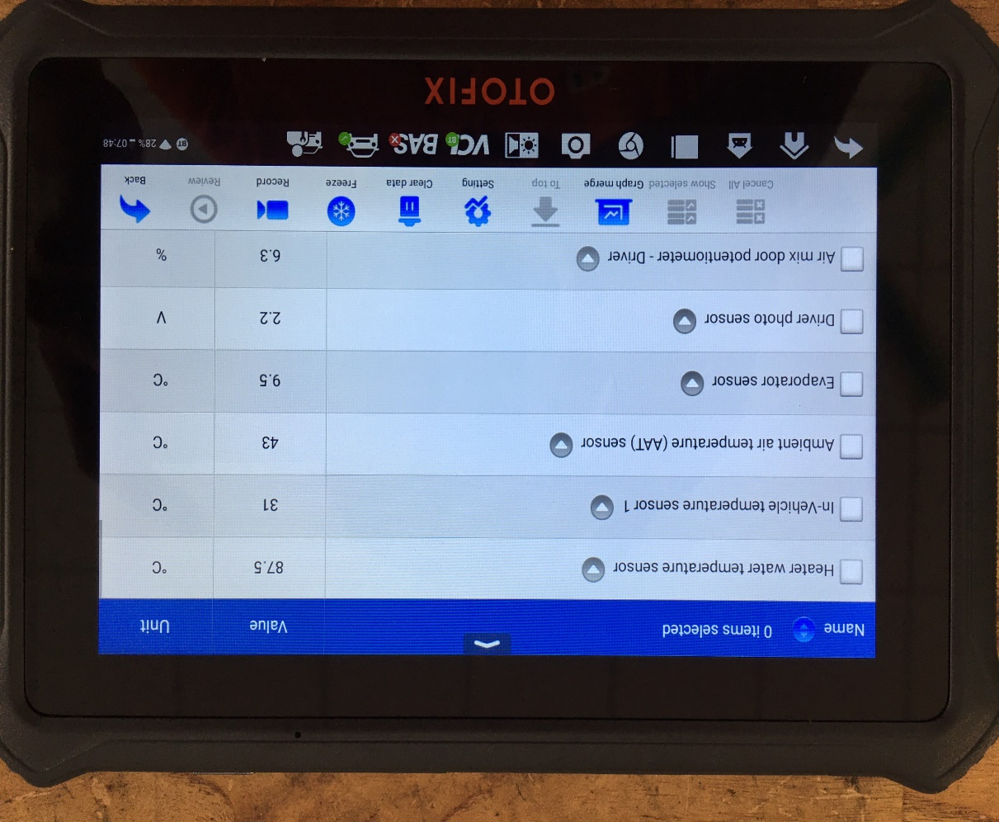 Name 0 items selected Value Unit
Heater water temperature sensor 87.5 °C
In-Vehicle temperature sensor 1 31 °C
Ambient air temperature (AAT) sensor 43 °C
Evaporator sensor 9.5 °C
Driver photo sensor 2.2 V
Air mix door potentiometer - Driver 6.3 %
Cancel All Show selected Graph merge To top Setting Clear data Freeze Record Review Back
VCI BT BAS BT 28% 07:48
OTOFIX